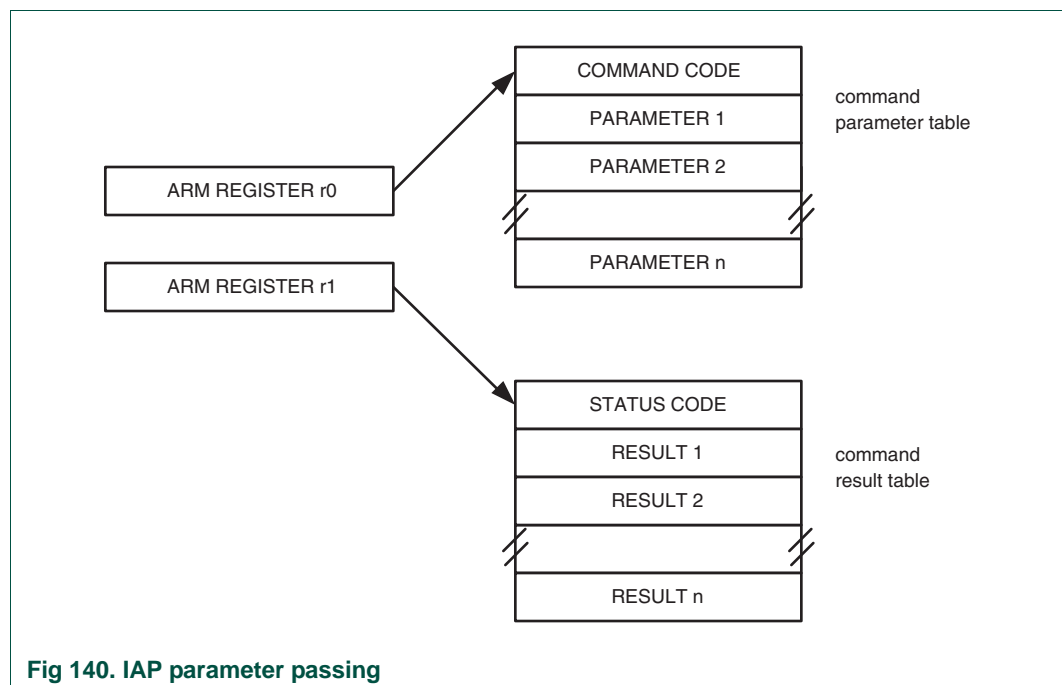 COMMAND CODE
PARAMETER 1
PARAMETER 2
PARAMETER n
command
parameter table
ARM REGISTER r0
ARM REGISTER r1
STATUS CODE
RESULT 1
RESULT 2
RESULT n
command
result table
Fig 140. IAP parameter passing